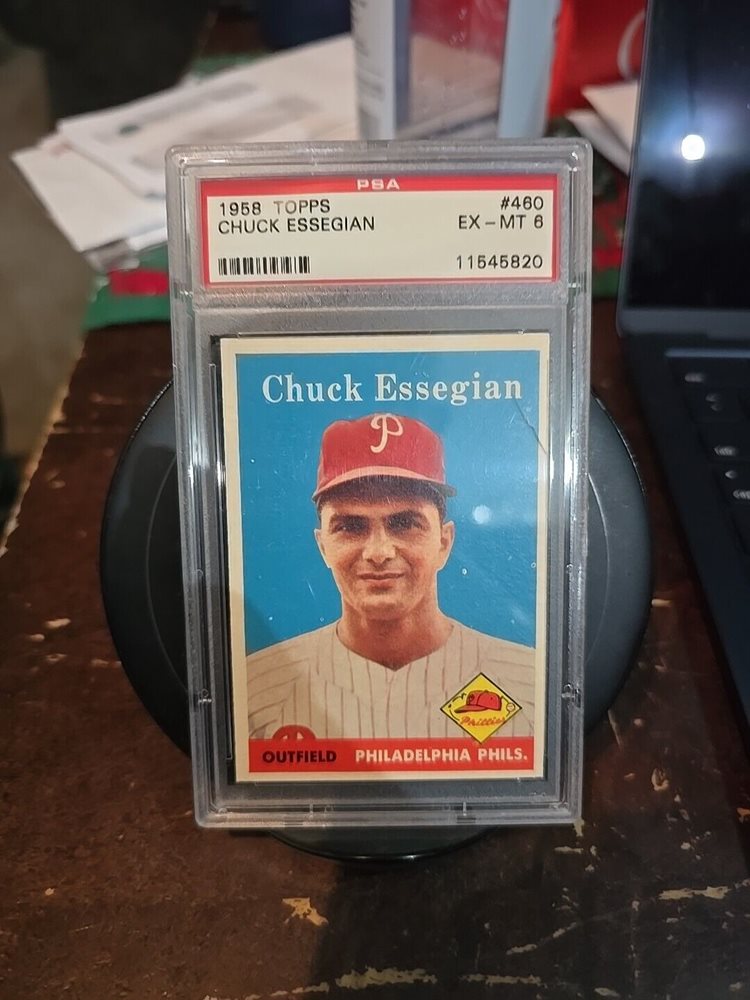 PSA
1958 TOPPS #460
CHUCK ESSEGIAN EX - MT 6
11545820
Chuck Essegian
P
Phillies
OUTFIELD PHILADELPHIA PHILS.